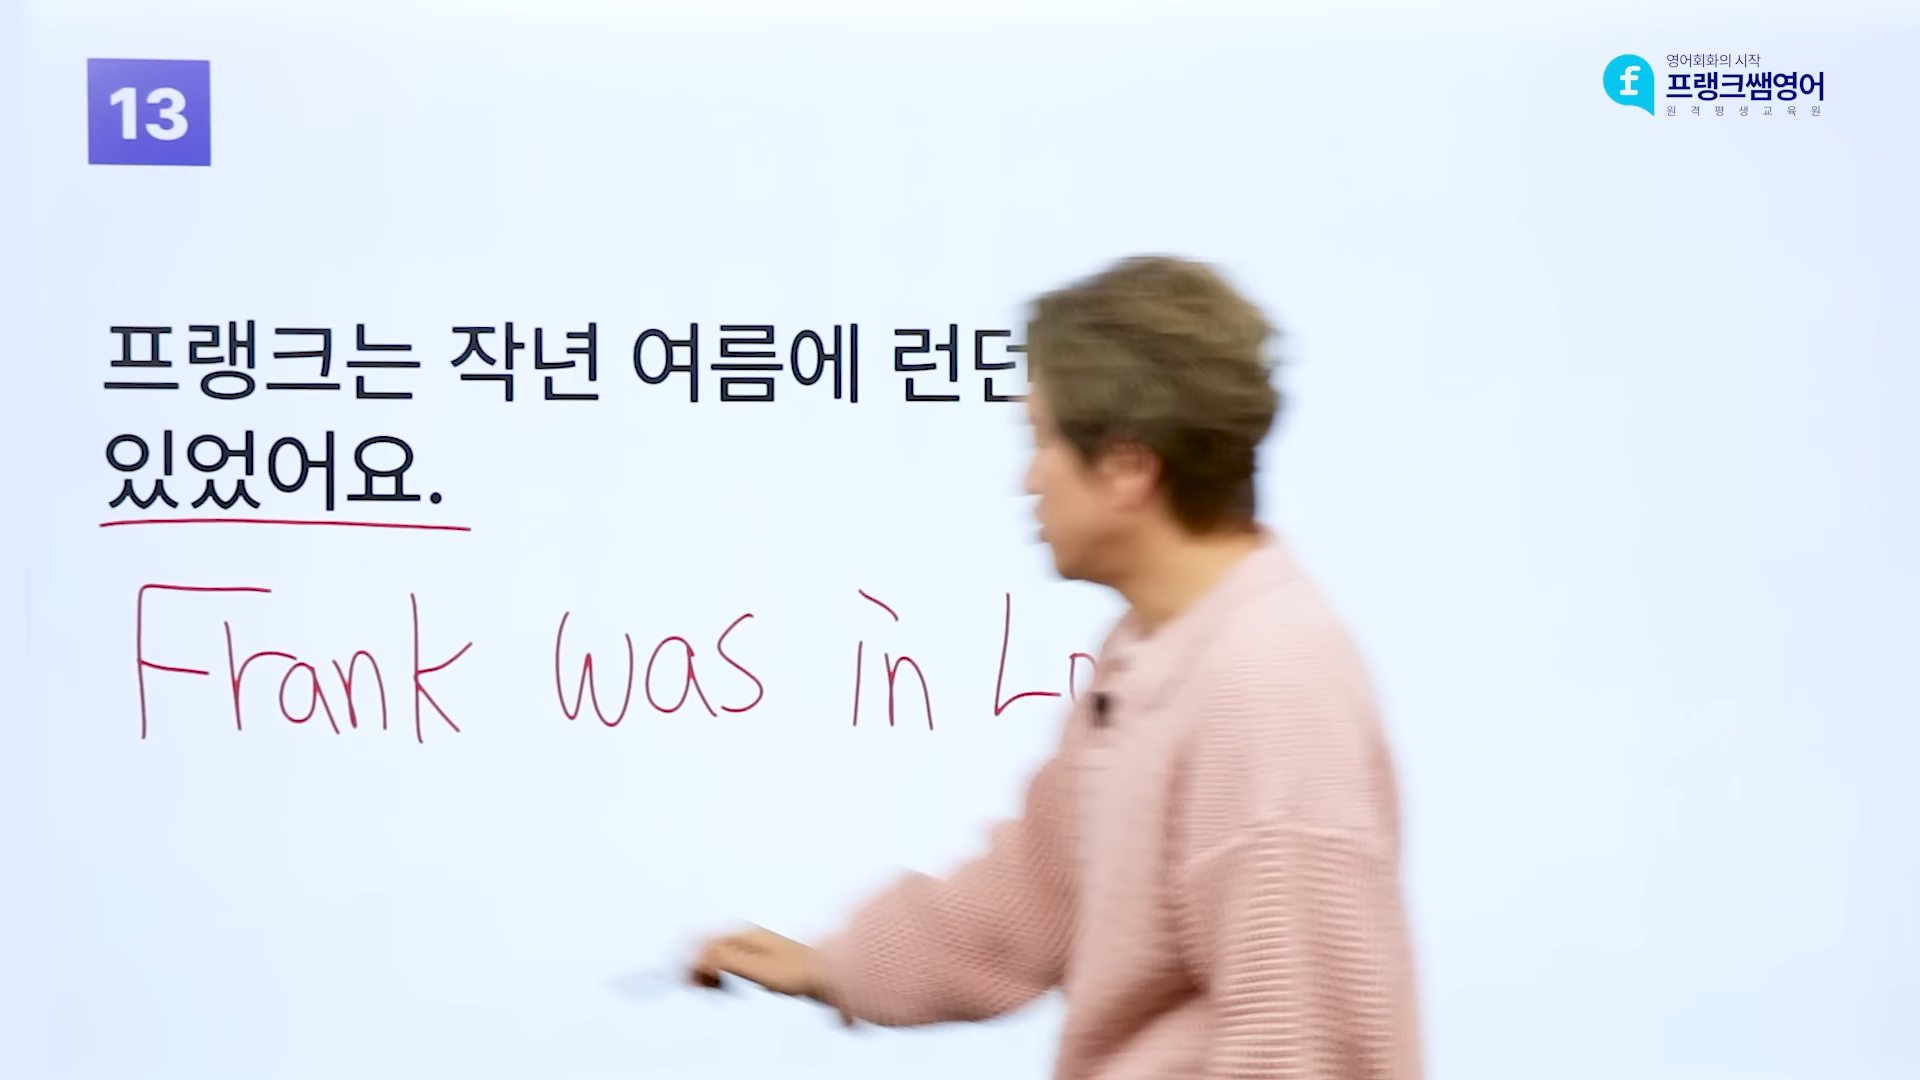 13
영어회화의 시작
프랭크쌤영어
원격평생교육원
프랭크는 작년 여름에 런던
있었어요.
Frank was in